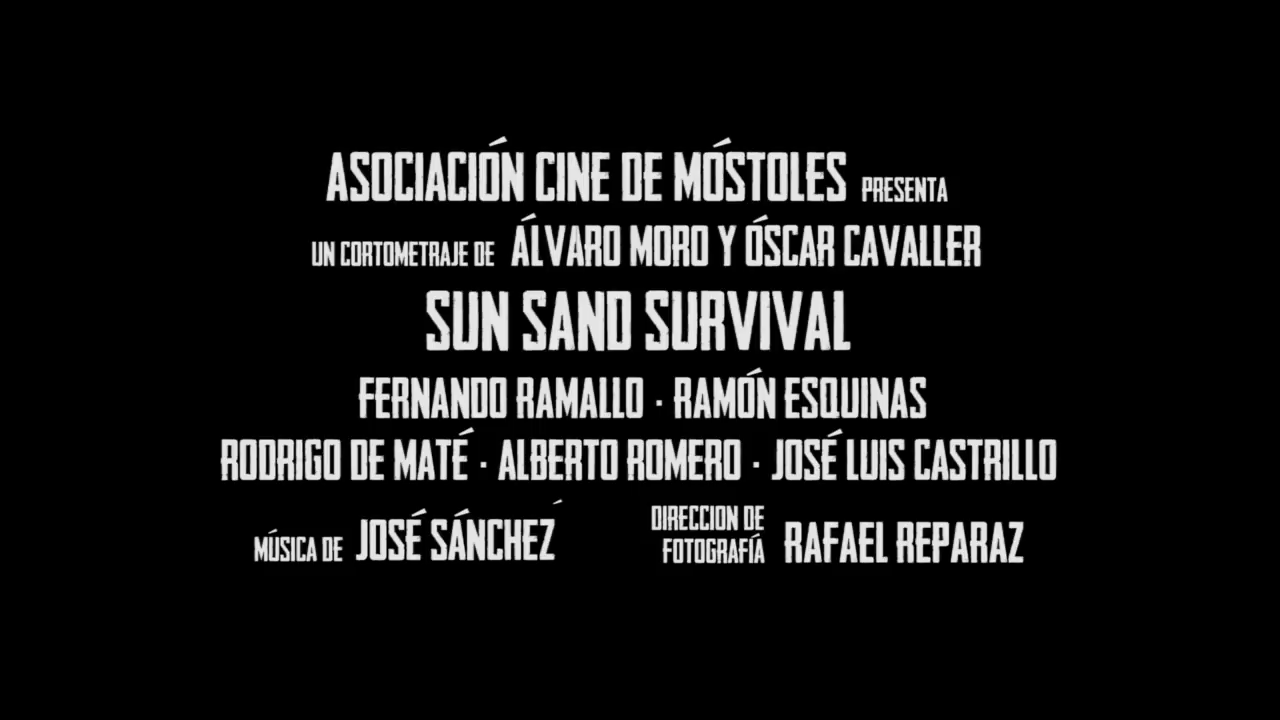 ASOCIACIÓN CINE DE MÓSTOLES PRESENTA
UN CORTOMETRAJE DE ÁLVARO MORO Y ÓSCAR CAVALLER
SUN SAND SURVIVAL
FERNANDO RAMALLO · RAMÓN ESQUINAS
RODRIGO DE MATÉ · ALBERTO ROMERO · JOSÉ LUIS CASTRILLO
MÚSICA DE JOSÉ SÁNCHEZ´
DIRECCION DE
FOTOGRAFÍA RAFAEL REPARAZ